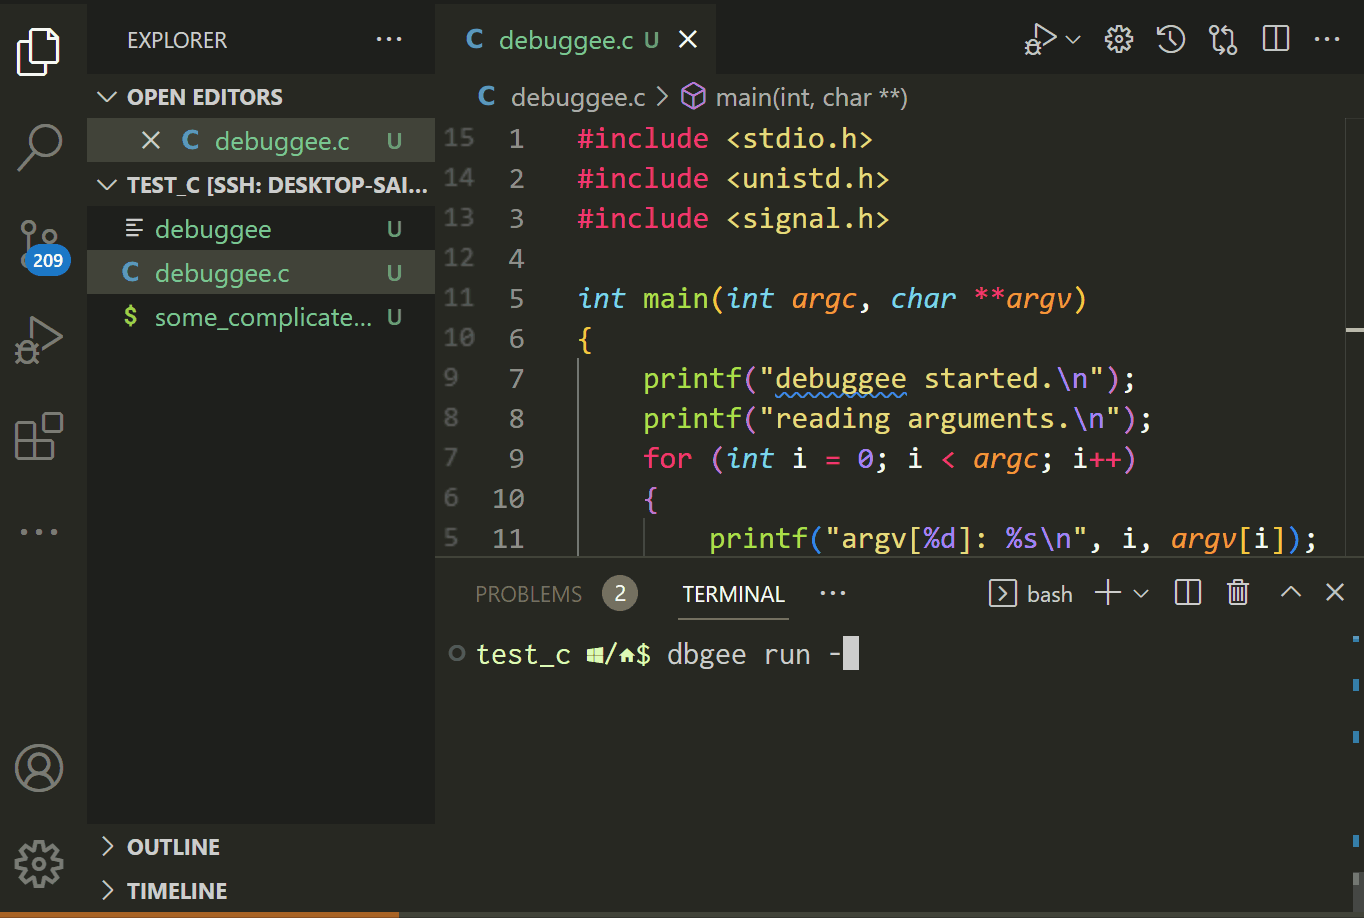 EXPLORER ...
OPEN EDITORS
C debuggee.c U
TEST_C [SSH: DESKTOP-SAI...
debuggee U
C debuggee.c U
$ some_complicate... U
209
OUTLINE
TIMELINE
C debuggee.c U
C debuggee.c > main(int, char **)
15 1 #include <stdio.h>
14 2 #include <unistd.h>
13 3 #include <signal.h>
12 4
11 5 int main(int argc, char **argv)
10 6 {
9 7 printf("debuggee started.\n");
8 8 printf("reading arguments.\n");
7 9 for (int i = 0; i < argc; i++)
6 10 {
5 11 printf("argv[%d]: %s\n", i, argv[i]);
PROBLEMS 2 TERMINAL ... bash
test_c /$ dbgee run -